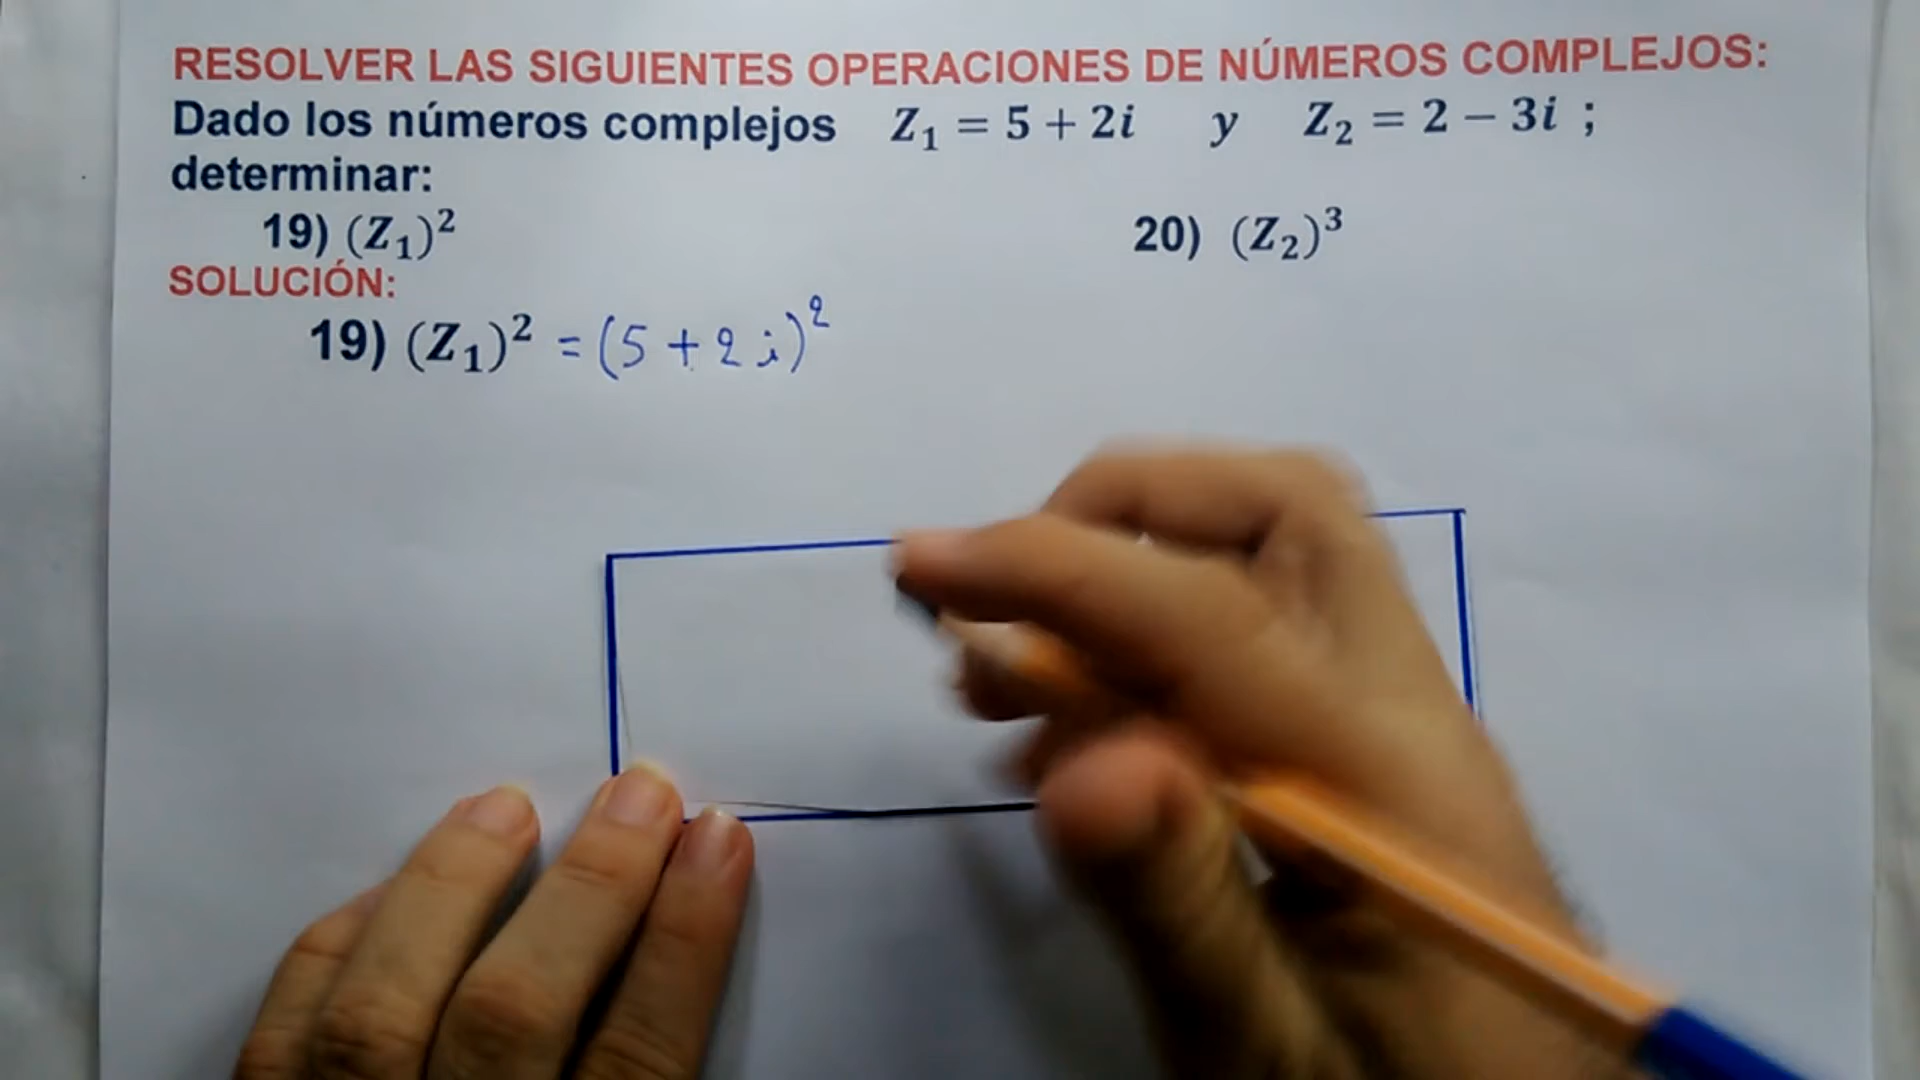 RESOLVER LAS SIGUIENTES OPERACIONES DE NÚMEROS COMPLEJOS:
Dado los números complejos Z₁ = 5 + 2i y Z₂ = 2 − 3i ;
determinar:
19) (Z₁)² 20) (Z₂)³
SOLUCIÓN:
19) (Z₁)² = (5 + 2i)²